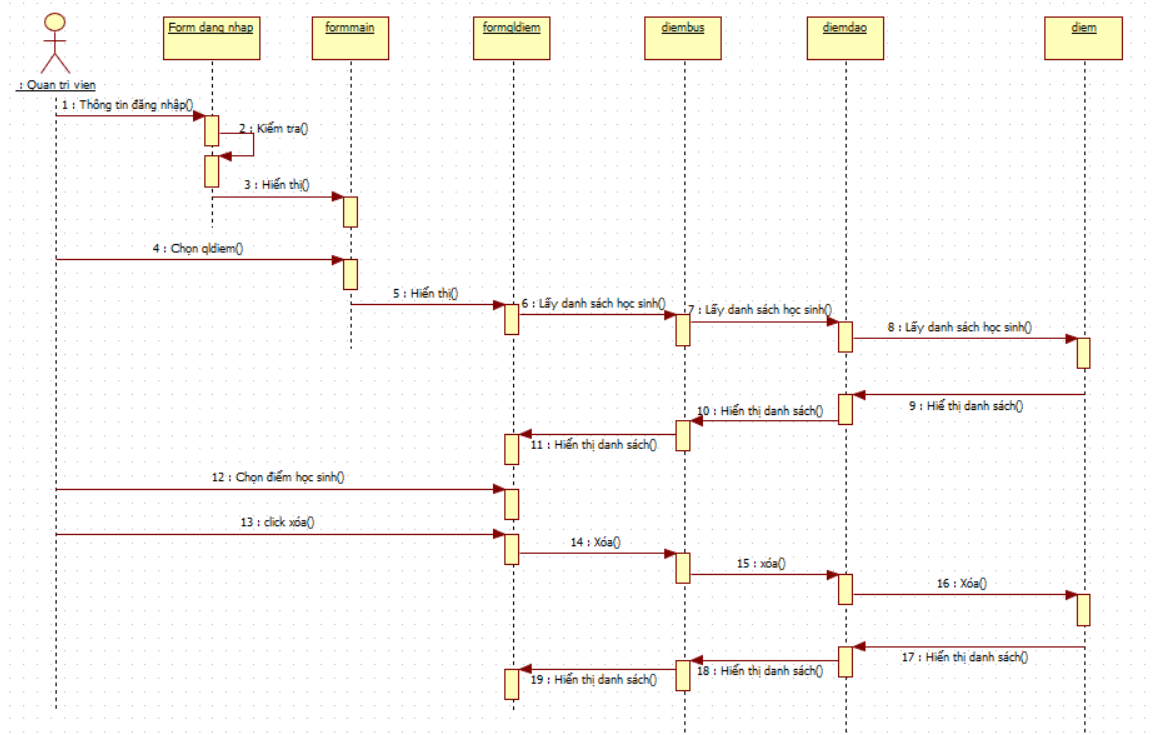 Form dang nhap
formmain
formqldiem
diembus
diemdao
diem
: Quan tri vien
1 : Thông tin đăng nhập()
2 : Kiểm tra()
3 : Hiển thị()
4 : Chọn qldiem()
5 : Hiển thị()
6 : Lấy danh sách học sinh()
7 : Lấy danh sách học sinh()
8 : Lấy danh sách học sinh()
9 : Hiể thị danh sách()
10 : Hiển thị danh sách()
11 : Hiển thị danh sách()
12 : Chọn điểm học sinh()
13 : click xóa()
14 : Xóa()
15 : xóa()
16 : Xóa()
17 : Hiển thị danh sách()
18 : Hiển thị danh sách()
19 : Hiển thị danh sách()